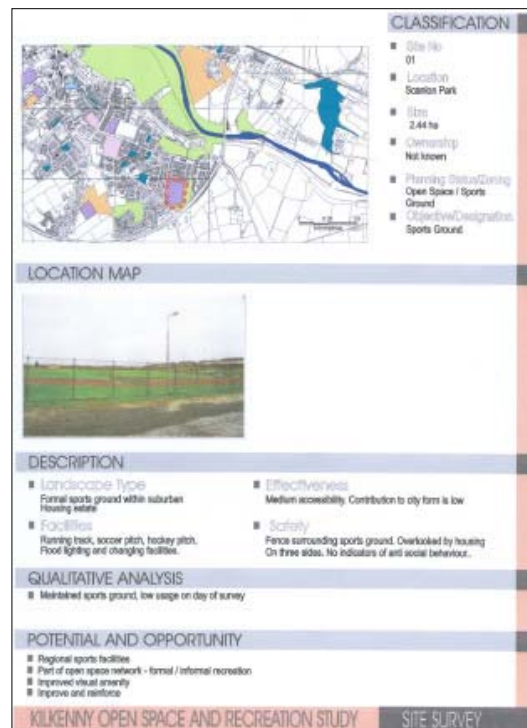 CLASSIFICATION
Site No
01
Location
Scanlon Park
Size
2.44 ha
Ownership
Not known
Planning Status/Zoning
Open Space / Sports
Ground
Objective/Designation
Sports Ground
LOCATION MAP
DESCRIPTION
Landscape Type
Formal sports ground within suburban
Housing estate
Facilities
Running track, soccer pitch, hockey pitch.
Flood lighting and changing facilities.
Effectiveness
Medium accessibility. Contribution to city form is low
Safety
Fence surrounding sports ground. Overlooked by housing
On three sides. No indicators of anti social behaviour..
QUALITATIVE ANALYSIS
Maintained sports ground, low usage on day of survey
POTENTIAL AND OPPORTUNITY
Regional sports facilities
Part of open space network - formal / informal recreation
Improved visual amenity
Improve and reinforce
KILKENNY OPEN SPACE AND RECREATION STUDY
SITE SURVEY